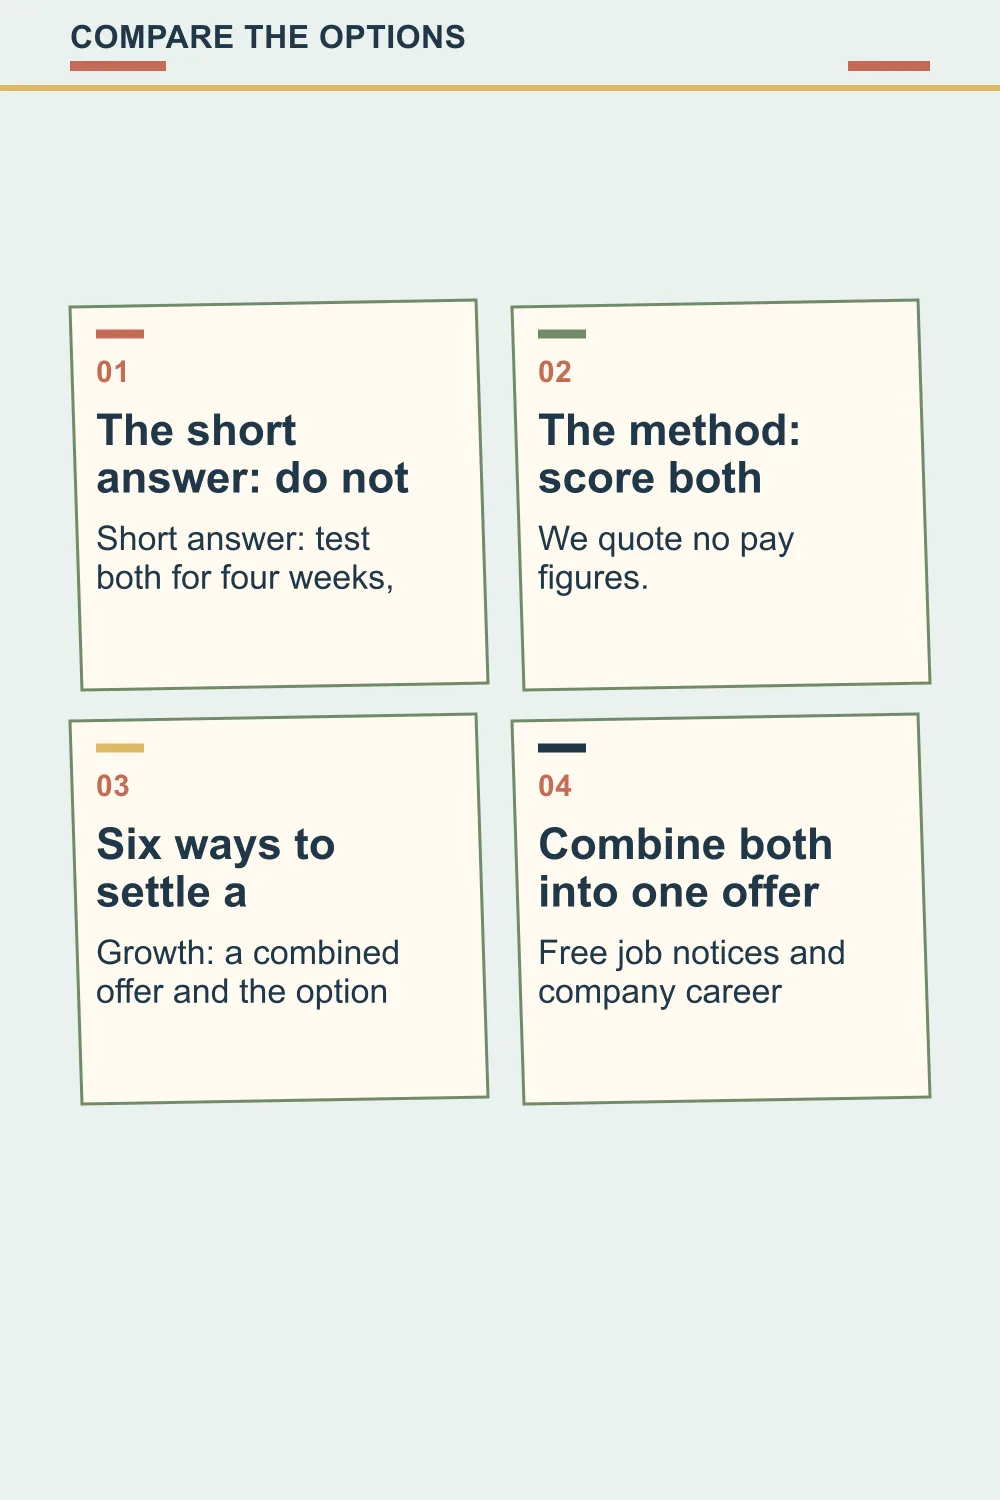 COMPARE THE OPTIONS
01
The short
answer: do not
Short answer: test
both for four weeks,
02
The method:
score both
We quote no pay
figures.
03
Six ways to
settle a
Growth: a combined
offer and the option
04
Combine both
into one offer
Free job notices and
company career